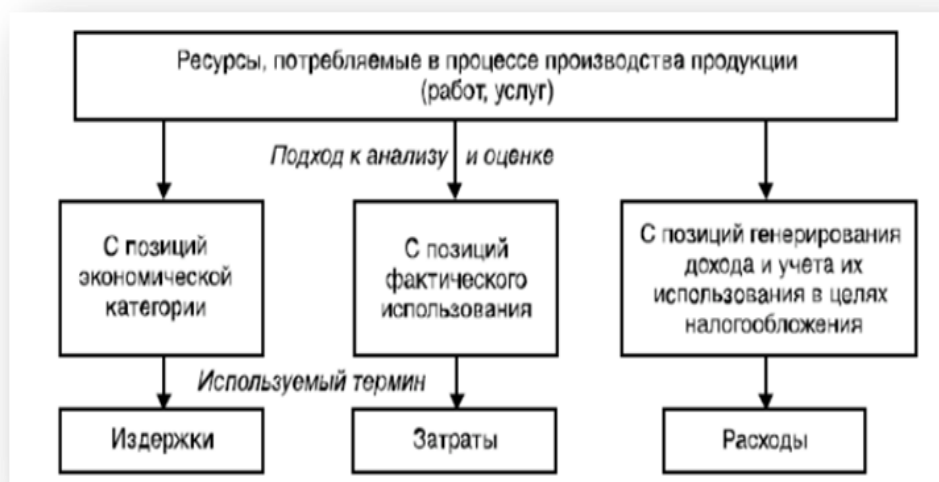 Ресурсы, потребляемые в процессе производства продукции
(работ, услуг)
Подход к анализу и оценке
С позиций
экономической
категории
С позиций
фактического
использования
С позиций генерирования
дохода и учета их
использования в целях
налогообложения
Используемый термин
Издержки
Затраты
Расходы